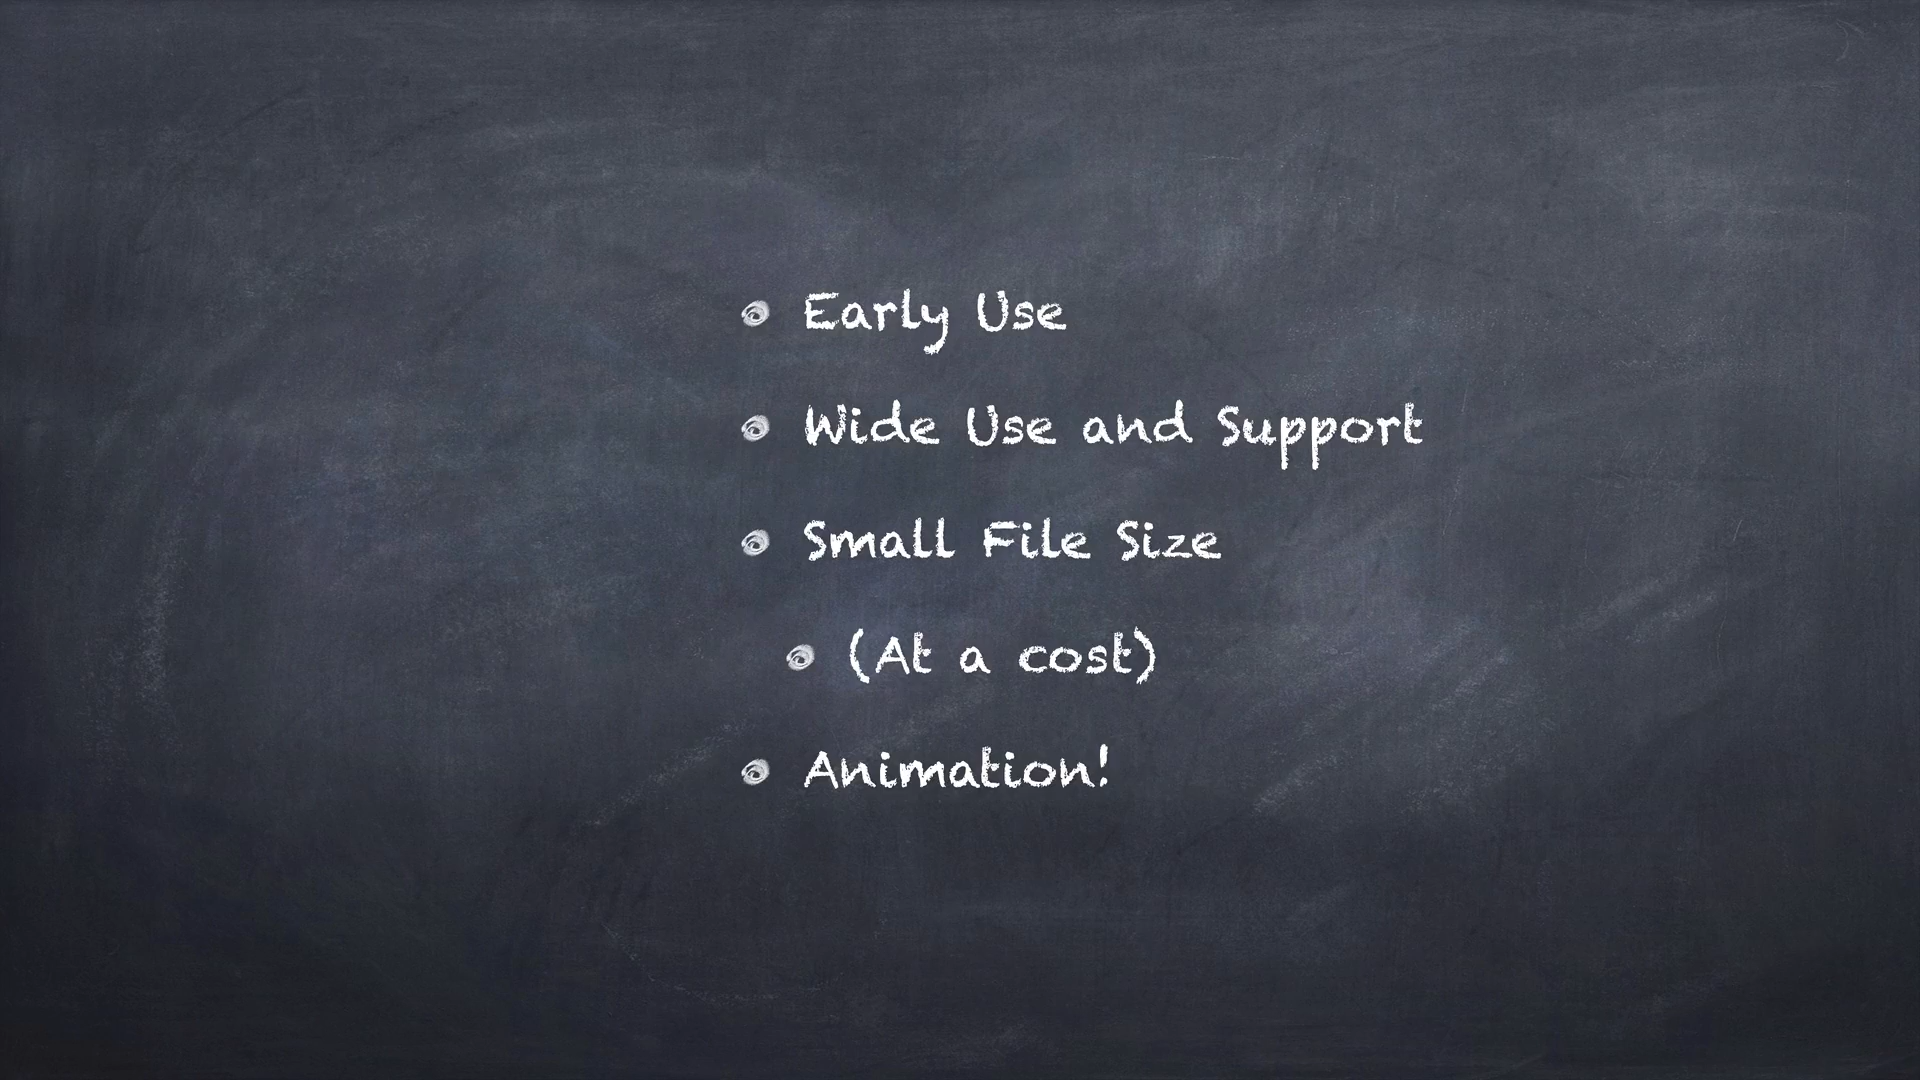 Early Use
Wide Use and Support
Small File Size
(At a cost)
Animation!